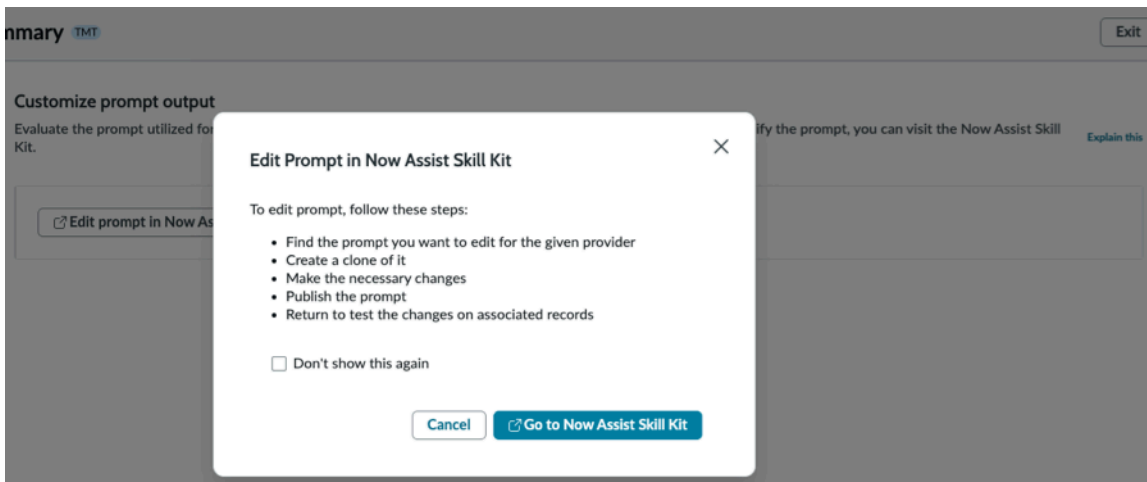 mmary TMT
Exit
Customize prompt output
Evaluate the prompt utilized for
ify the prompt, you can visit the Now Assist Skill
Explain this
Kit.
Edit prompt in Now As
Edit Prompt in Now Assist Skill Kit
To edit prompt, follow these steps:
• Find the prompt you want to edit for the given provider
• Create a clone of it
• Make the necessary changes
• Publish the prompt
• Return to test the changes on associated records
Don't show this again
Cancel
Go to Now Assist Skill Kit